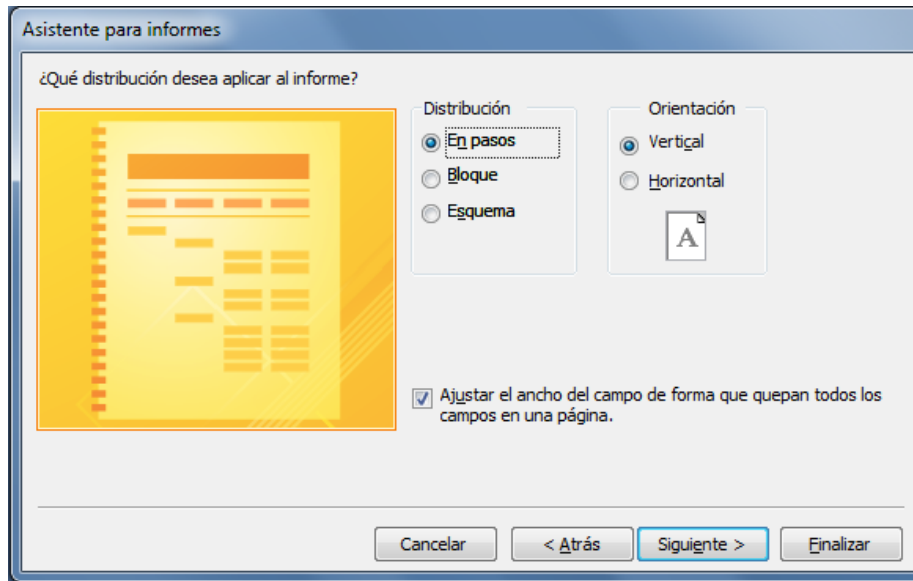 Asistente para informes
¿Qué distribución desea aplicar al informe?
Distribución
En pasos
Bloque
Esquema
Orientación
Vertical
Horizontal
A
Ajustar el ancho del campo de forma que quepan todos los
campos en una página.
Cancelar
< Atrás
Siguiente >
Finalizar